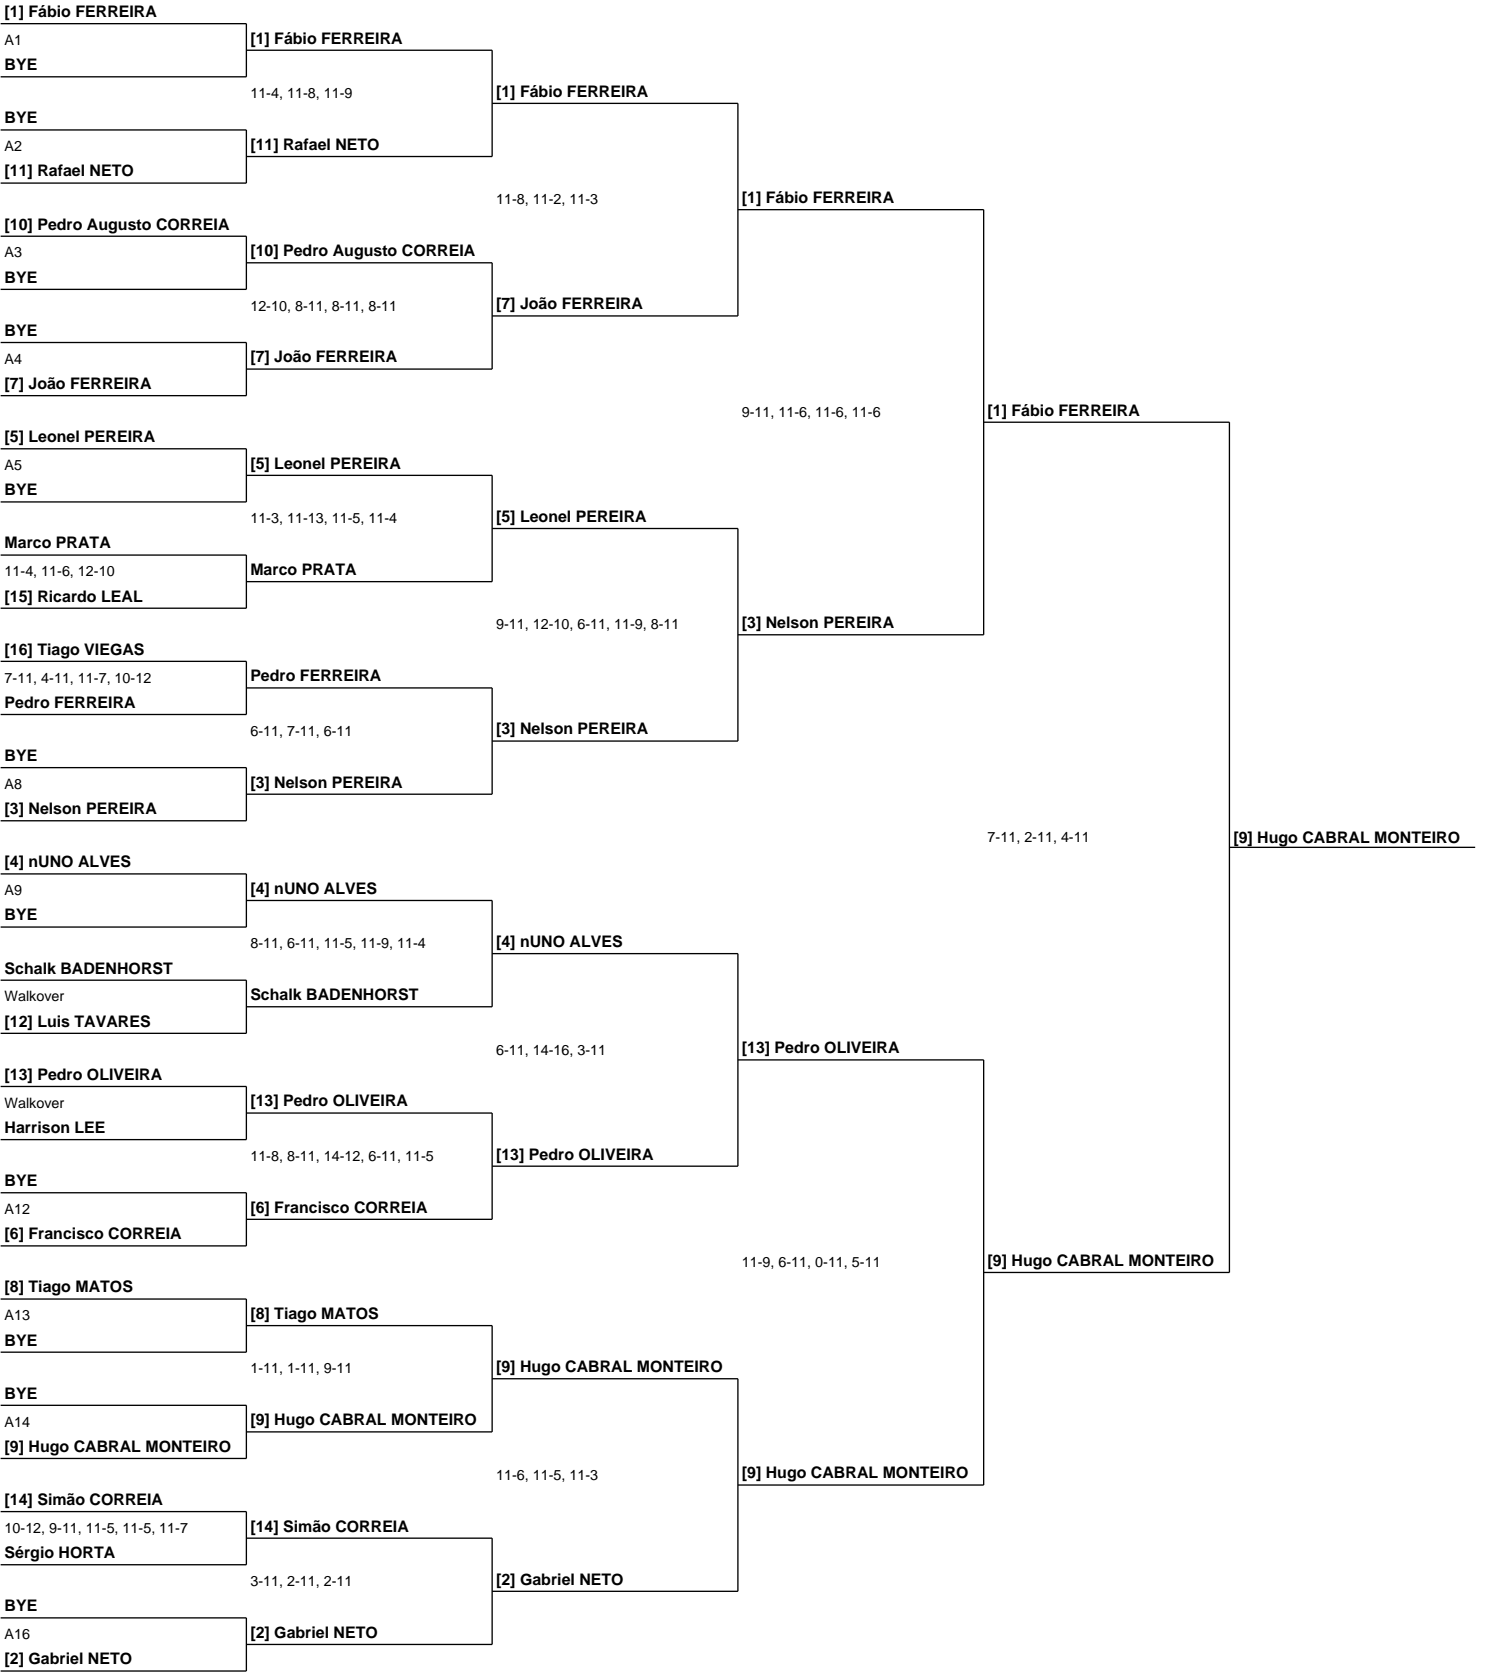 [1] Fábio FERREIRA
A1
[1] Fábio FERREIRA
BYE
11-4, 11-8, 11-9
[1] Fábio FERREIRA
BYE
A2
[11] Rafael NETO
[11] Rafael NETO
11-8, 11-2, 11-3
[1] Fábio FERREIRA
[10] Pedro Augusto CORREIA
A3
[10] Pedro Augusto CORREIA
BYE
12-10, 8-11, 8-11, 8-11
[7] João FERREIRA
BYE
A4
[7] João FERREIRA
[7] João FERREIRA
9-11, 11-6, 11-6, 11-6
[1] Fábio FERREIRA
[5] Leonel PEREIRA
A5
[5] Leonel PEREIRA
BYE
11-3, 11-13, 11-5, 11-4
[5] Leonel PEREIRA
Marco PRATA
11-4, 11-6, 12-10
Marco PRATA
[15] Ricardo LEAL
9-11, 12-10, 6-11, 11-9, 8-11
[3] Nelson PEREIRA
[16] Tiago VIEGAS
7-11, 4-11, 11-7, 10-12
Pedro FERREIRA
Pedro FERREIRA
6-11, 7-11, 6-11
[3] Nelson PEREIRA
BYE
A8
[3] Nelson PEREIRA
[3] Nelson PEREIRA
7-11, 2-11, 4-11
[9] Hugo CABRAL MONTEIRO
[4] nUNO ALVES
A9
[4] nUNO ALVES
BYE
8-11, 6-11, 11-5, 11-9, 11-4
[4] nUNO ALVES
Schalk BADENHORST
Walkover
Schalk BADENHORST
[12] Luis TAVARES
6-11, 14-16, 3-11
[13] Pedro OLIVEIRA
[13] Pedro OLIVEIRA
Walkover
[13] Pedro OLIVEIRA
Harrison LEE
11-8, 8-11, 14-12, 6-11, 11-5
[13] Pedro OLIVEIRA
BYE
A12
[6] Francisco CORREIA
[6] Francisco CORREIA
11-9, 6-11, 0-11, 5-11
[9] Hugo CABRAL MONTEIRO
[8] Tiago MATOS
A13
[8] Tiago MATOS
BYE
1-11, 1-11, 9-11
[9] Hugo CABRAL MONTEIRO
BYE
A14
[9] Hugo CABRAL MONTEIRO
[9] Hugo CABRAL MONTEIRO
11-6, 11-5, 11-3
[9] Hugo CABRAL MONTEIRO
[14] Simão CORREIA
10-12, 9-11, 11-5, 11-5, 11-7
[14] Simão CORREIA
Sérgio HORTA
3-11, 2-11, 2-11
[2] Gabriel NETO
BYE
A16
[2] Gabriel NETO
[2] Gabriel NETO